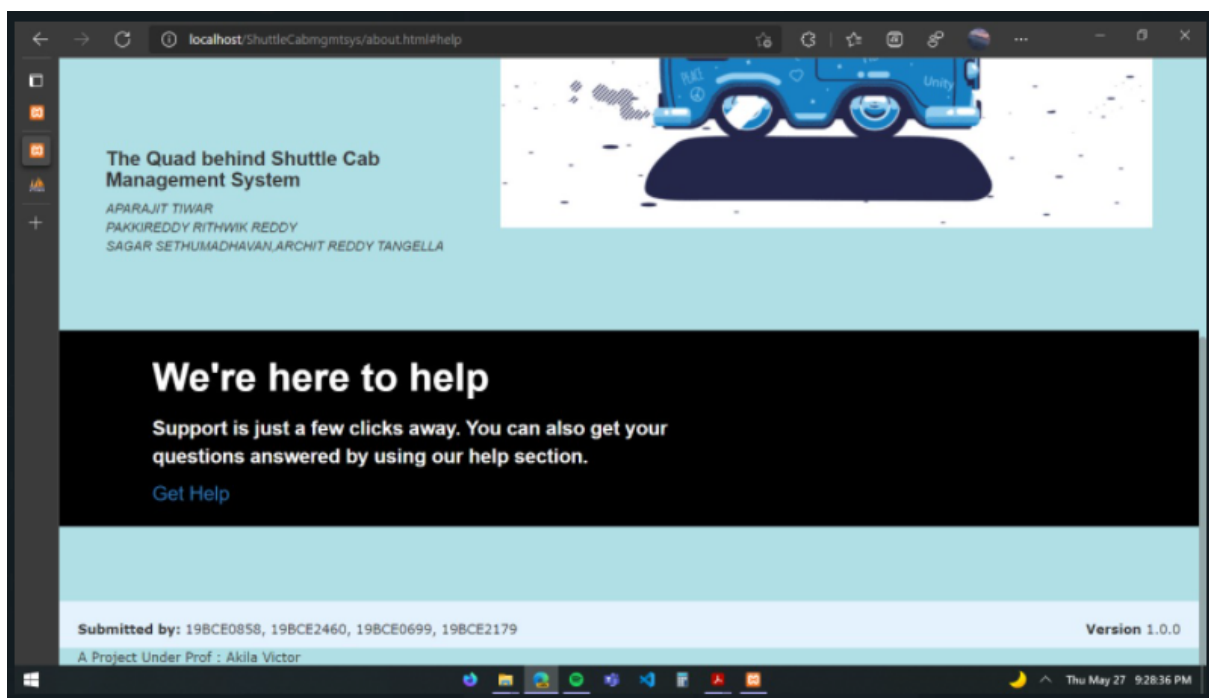 localhost/ShuttleCabmgmtsys/about.html#help
PEACE
Unity
The Quad behind Shuttle Cab
Management System
APARAJIT TIWAR
PAKKIREDDY RITHWIK REDDY
SAGAR SETHUMADHAVAN,ARCHIT REDDY TANGELLA
We're here to help
Support is just a few clicks away. You can also get your
questions answered by using our help section.
Get Help
Submitted by: 19BCE0858, 19BCE2460, 19BCE0699, 19BCE2179
Version 1.0.0
A Project Under Prof : Akila Victor
Thu May 27 9:28:36 PM